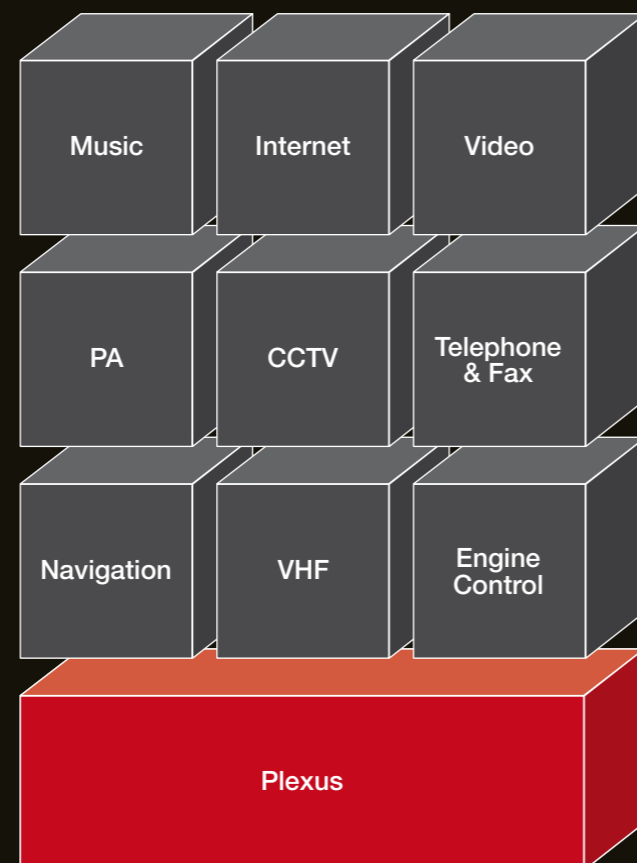 Music
Internet
Video
PA
CCTV
Telephone
& Fax
Navigation
VHF
Engine
Control
Plexus